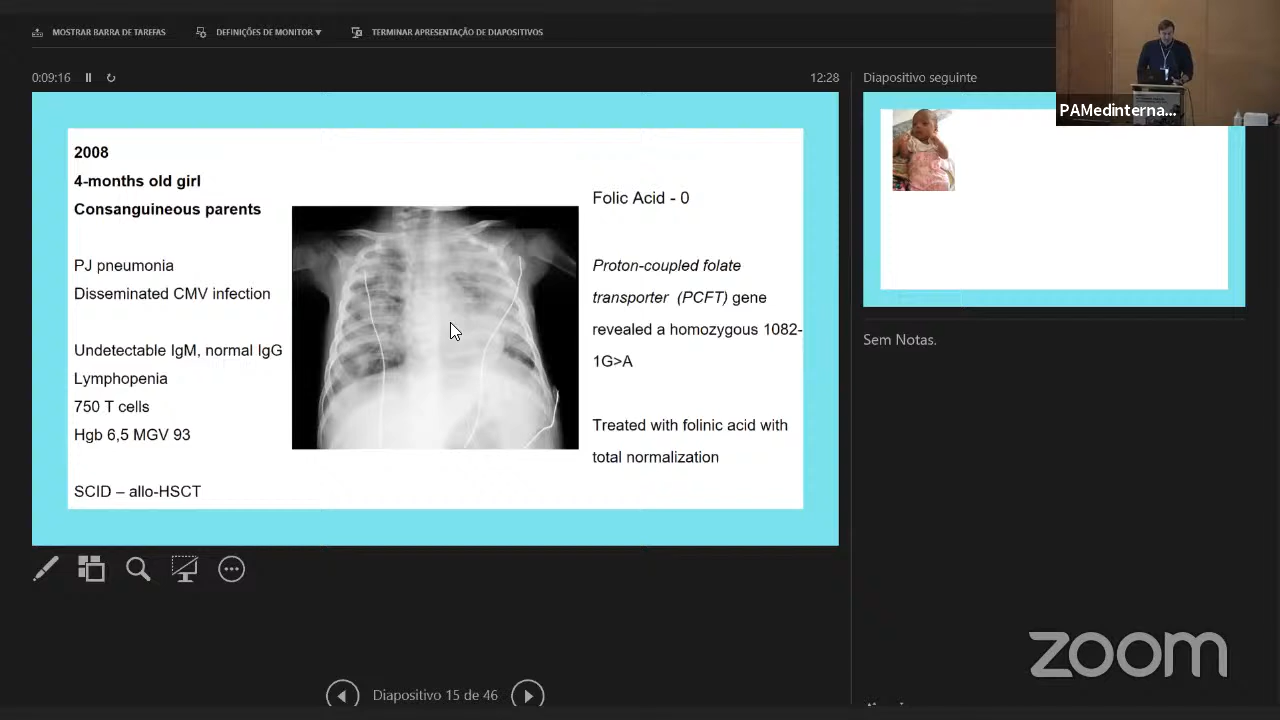 MOSTRAR BARRA DE TAREFAS
DEFINIÇÕES DE MONITOR ▾
TERMINAR APRESENTAÇÃO DE DIAPOSITIVOS
0:09:16
12:28
Diapositivo seguinte
PAMedinterna...
2008
4-months old girl
Consanguineous parents
PJ pneumonia
Disseminated CMV infection
Undetectable IgM, normal IgG
Lymphopenia
750 T cells
Hgb 6,5 MGV 93
SCID – allo-HSCT
Folic Acid - 0
Proton-coupled folate
transporter (PCFT) gene
revealed a homozygous 1082-
1G>A
Treated with folinic acid with
total normalization
Sem Notas.
Diapositivo 15 de 46
zoom